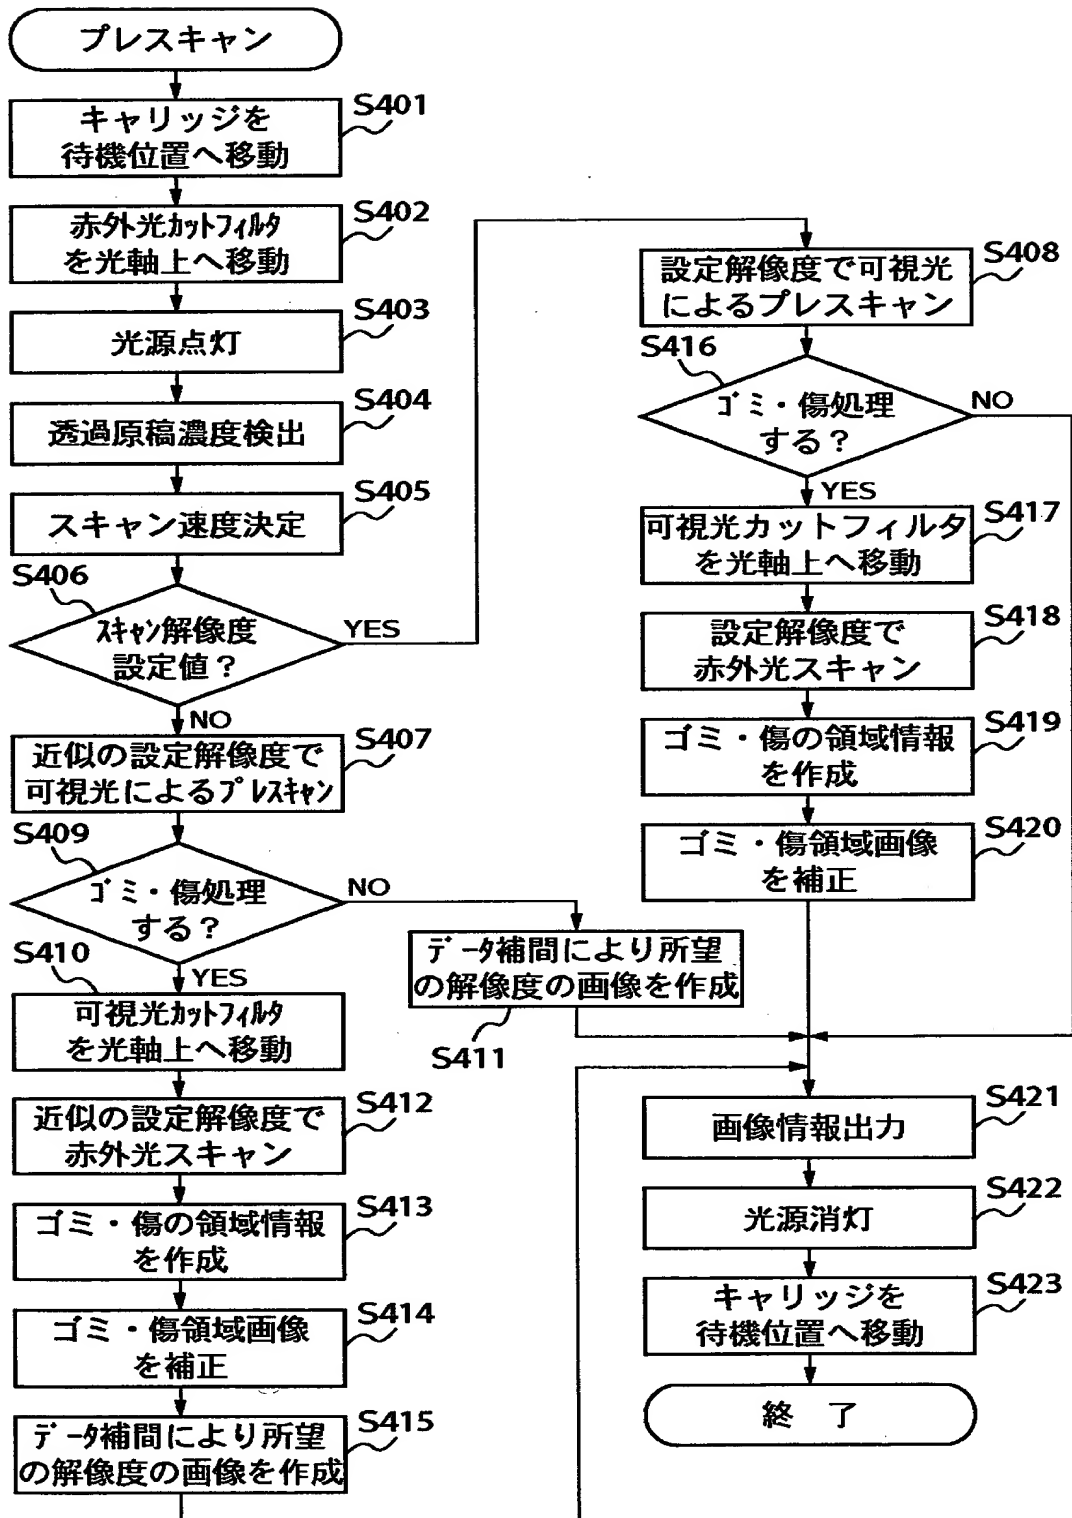 プレスキャン
S401
キャリッジを
待機位置へ移動
S402
赤外光カットフィルタ
を光軸上へ移動
S403
光源点灯
S404
透過原稿濃度検出
S405
スキャン速度決定
S406
スキャン解像度
設定値?
YES
NO
S407
近似の設定解像度で
可視光によるプレスキャン
S409
ゴミ・傷処理
する?
NO
YES
S410
可視光カットフィルタ
を光軸上へ移動
データ補間により所望
の解像度の画像を作成
S411
S412
近似の設定解像度で
赤外光スキャン
S413
ゴミ・傷の領域情報
を作成
S414
ゴミ・傷領域画像
を補正
S415
データ補間により所望
の解像度の画像を作成
S408
設定解像度で可視光
によるプレスキャン
S416
ゴミ・傷処理
する?
NO
YES
S417
可視光カットフィルタ
を光軸上へ移動
S418
設定解像度で
赤外光スキャン
S419
ゴミ・傷の領域情報
を作成
S420
ゴミ・傷領域画像
を補正
S421
画像情報出力
S422
光源消灯
S423
キャリッジを
待機位置へ移動
終 了